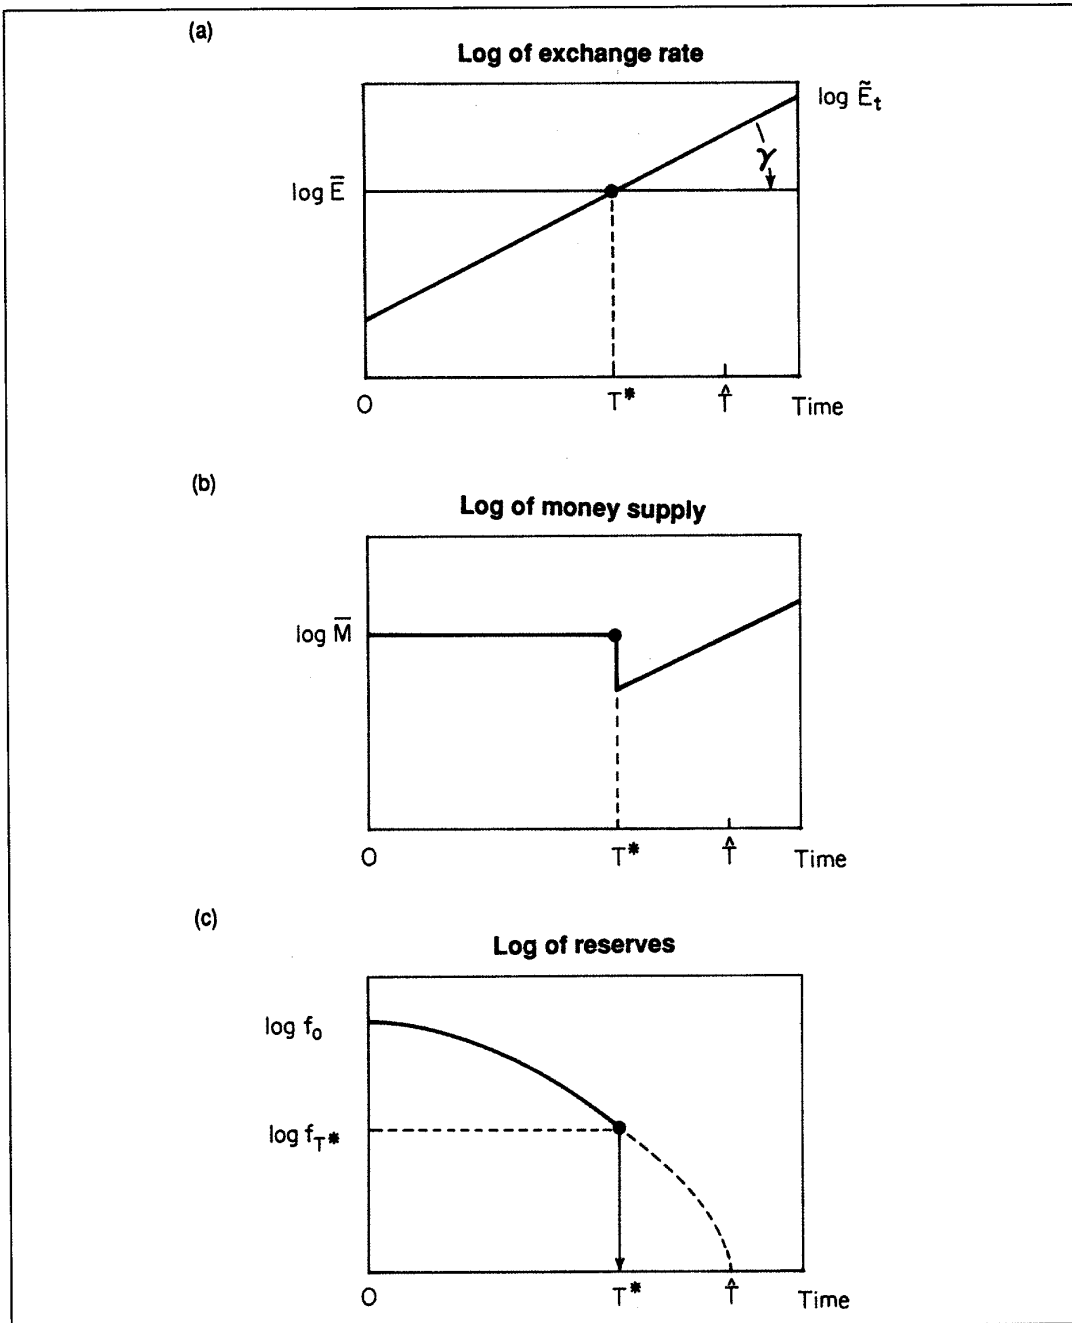 (a)
Log of exchange rate
log Ẽₜ
γ
log E̅
O
T*
T̂
Time
(b)
Log of money supply
log M̅
O
T*
T̂
Time
(c)
Log of reserves
log f₀
log f_T*
O
T*
T̂
Time